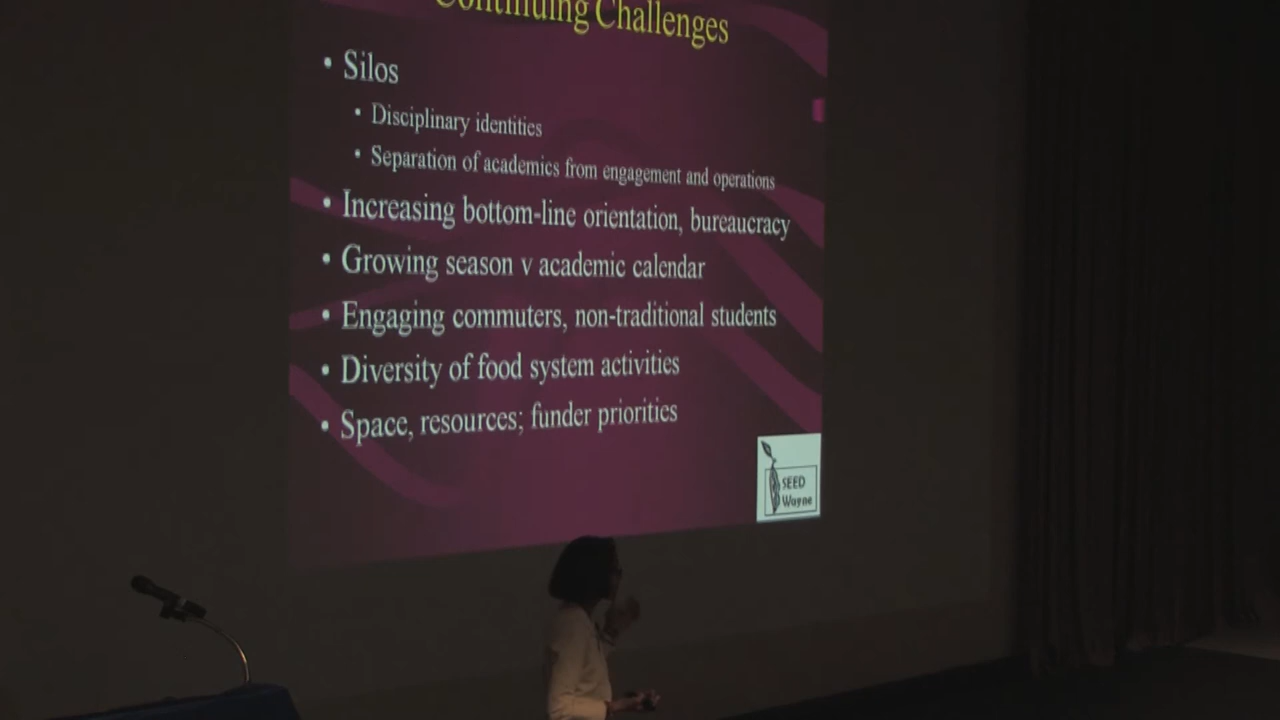 Continuing Challenges
• Silos
• Disciplinary identities
• Separation of academics from engagement and operations
• Increasing bottom-line orientation, bureaucracy
• Growing season v academic calendar
• Engaging commuters, non-traditional students
• Diversity of food system activities
• Space, resources; funder priorities
SEED
Wayne